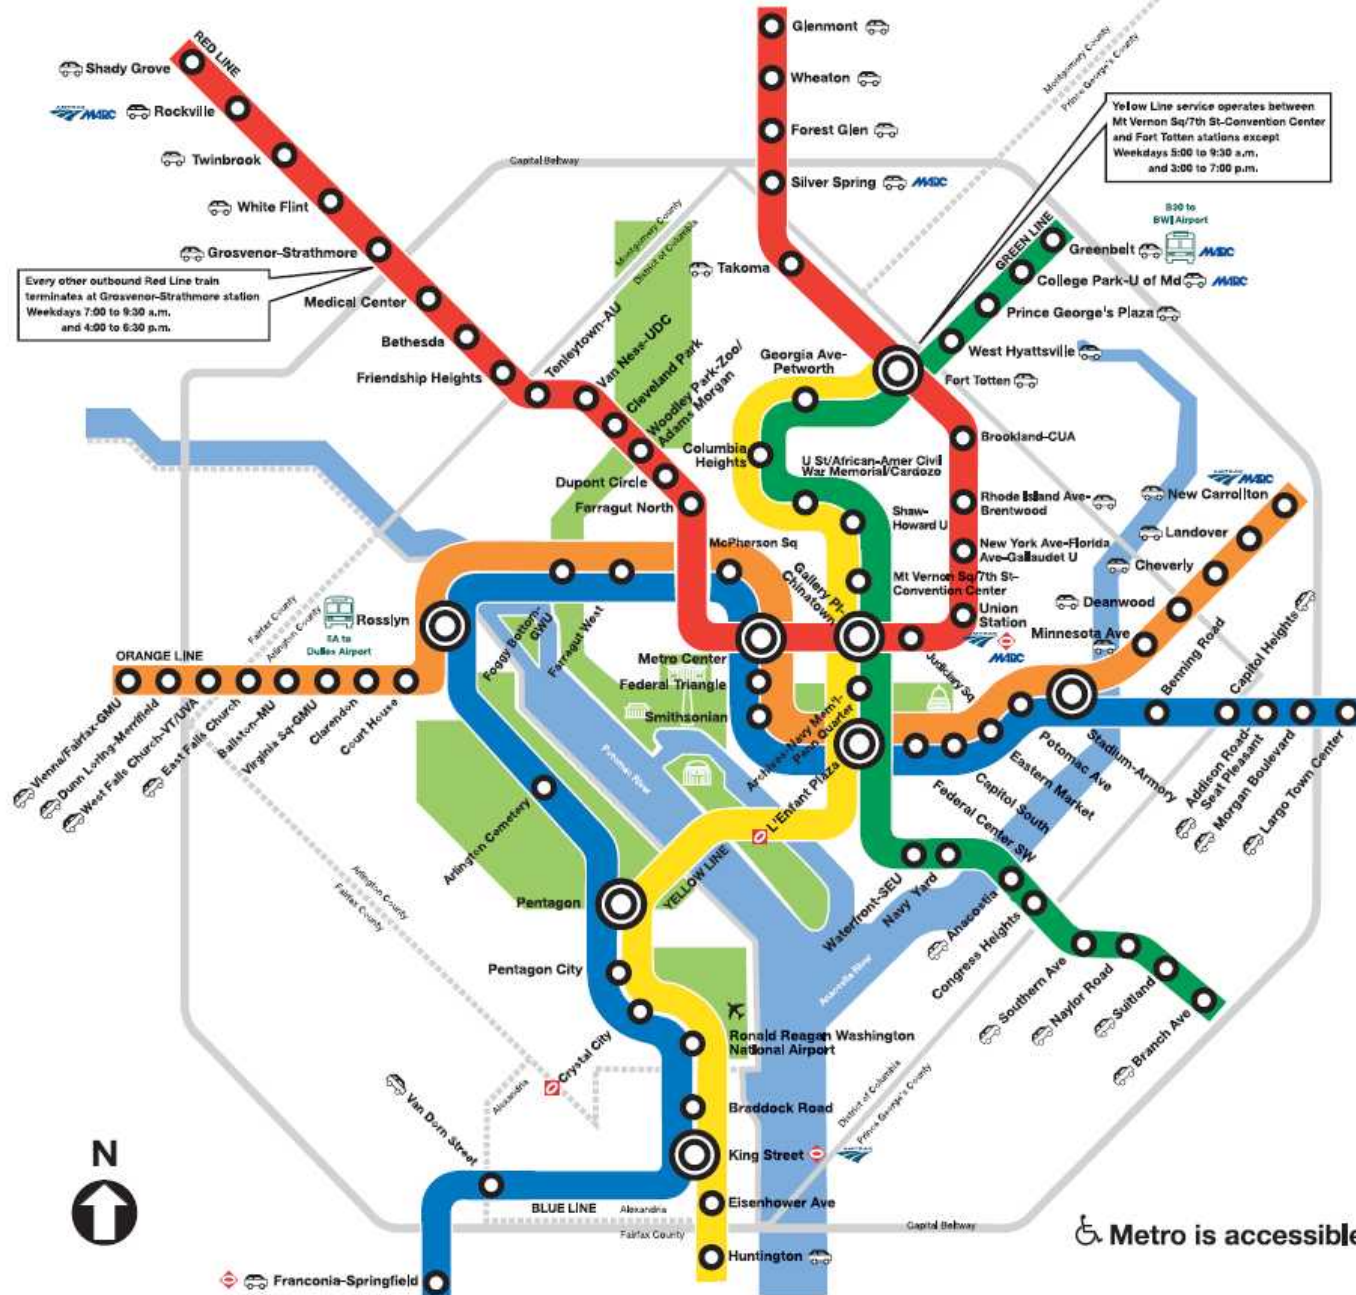 RED LINE
Shady Grove
MARC
Rockville
Twinbrook
White Flint
Grosvenor-Strathmore
Every other outbound Red Line train
terminates at Grosvenor-Strathmore station
Weekdays 7:00 to 9:30 a.m.
and 4:00 to 6:30 p.m.
Medical Center
Bethesda
Friendship Heights
Tenleytown-AU
Van Ness-UDC
Cleveland Park
Woodley Park-Zoo/
Adams Morgan
Dupont Circle
Farragut North
Glenmont
Wheaton
Forest Glen
Silver Spring
MARC
Takoma
Capital Beltway
Montgomery County
District of Columbia
Montgomery County
Prince George's County
Yellow Line service operates between
Mt Vernon Sq/7th St-Convention Center
and Fort Totten stations except
Weekdays 5:00 to 9:30 a.m.
and 3:00 to 7:00 p.m.
B30 to
BWI Airport
GREEN LINE
Greenbelt
MARC
College Park-U of Md
MARC
Prince George's Plaza
West Hyattsville
Fort Totten
Georgia Ave-
Petworth
Columbia
Heights
U St/African-Amer Civil
War Memorial/Cardozo
Shaw-
Howard U
Mt Vernon Sq/7th St-
Convention Center
Gallery Pl-
Chinatown
Brookland-CUA
Rhode Island Ave-
Brentwood
New York Ave-Florida
Ave-Gallaudet U
Union
Station
MARC
Judiciary Sq
AMTRAK
MARC
New Carrollton
Landover
Cheverly
Deanwood
Minnesota Ave
Benning Road
Capitol Heights
Addison Road-
Seat Pleasant
Morgan Boulevard
Largo Town Center
Stadium-Armory
Potomac Ave
Eastern Market
Capitol South
Federal Center SW
McPherson Sq
Metro Center
Federal Triangle
Smithsonian
Archives-Navy Mem'l-
Penn Quarter
L'Enfant Plaza
Foggy Bottom-
GWU
Farragut West
Rosslyn
5A to
Dulles Airport
Fairfax County
Arlington County
ORANGE LINE
Vienna/Fairfax-GMU
Dunn Loring-Merrifield
West Falls Church-VT/UVA
East Falls Church
Ballston-MU
Virginia Sq-GMU
Clarendon
Court House
Potomac River
Arlington Cemetery
Pentagon
YELLOW LINE
Arlington County
Fairfax County
Waterfront-SEU
Navy Yard
Anacostia
Congress Heights
Southern Ave
Naylor Road
Suitland
Branch Ave
Anacostia River
Pentagon City
Crystal City
Ronald Reagan Washington
National Airport
Alexandria
District of Columbia
Prince George's County
Braddock Road
King Street
Van Dorn Street
Eisenhower Ave
BLUE LINE
Alexandria
Fairfax County
Huntington
Franconia-Springfield
Capital Beltway
N
Metro is accessible